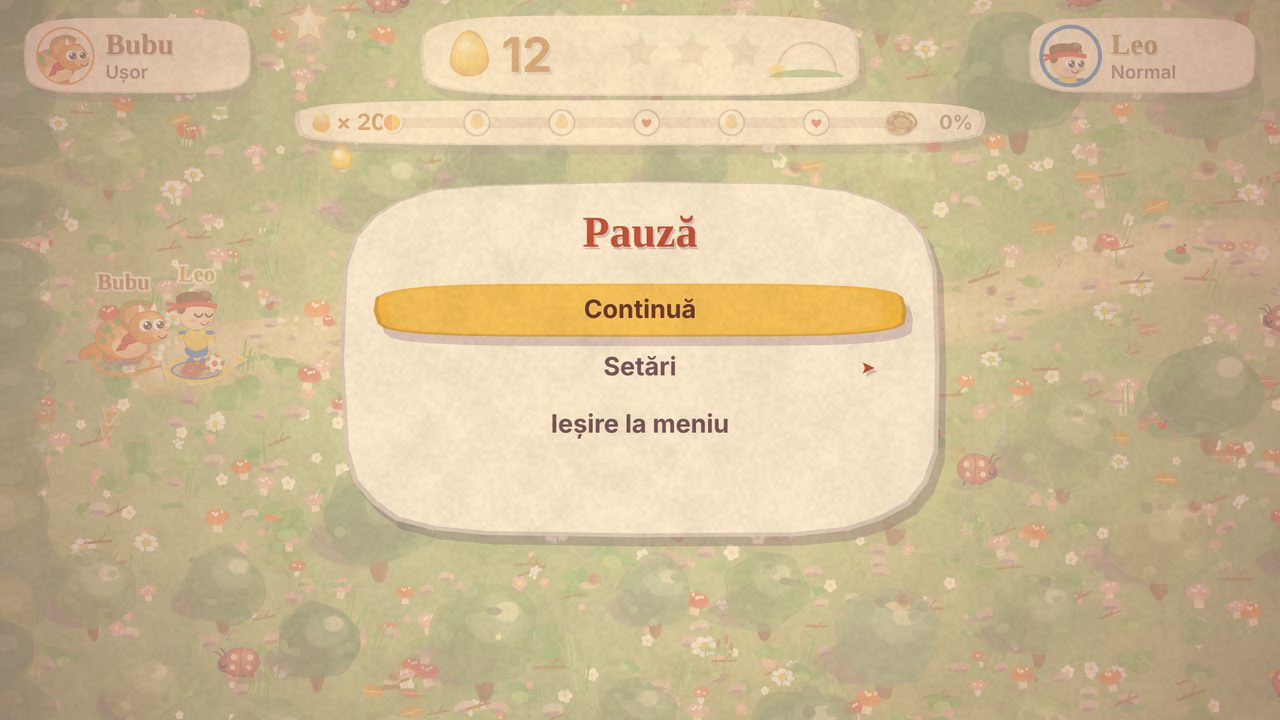 Bubu
Ușor
12
Leo
Normal
× 20
0%
Bubu
Leo
Pauză
Continuă
Setări
Ieșire la meniu